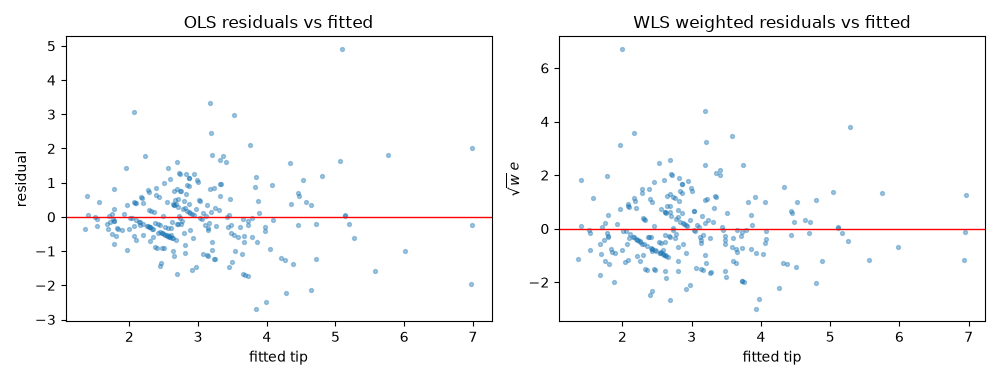 OLS residuals vs fitted
residual
5
4
3
2
1
0
−1
−2
−3
2 3 4 5 6 7
fitted tip
WLS weighted residuals vs fitted
√w e
6
4
2
0
−2
2 3 4 5 6 7
fitted tip